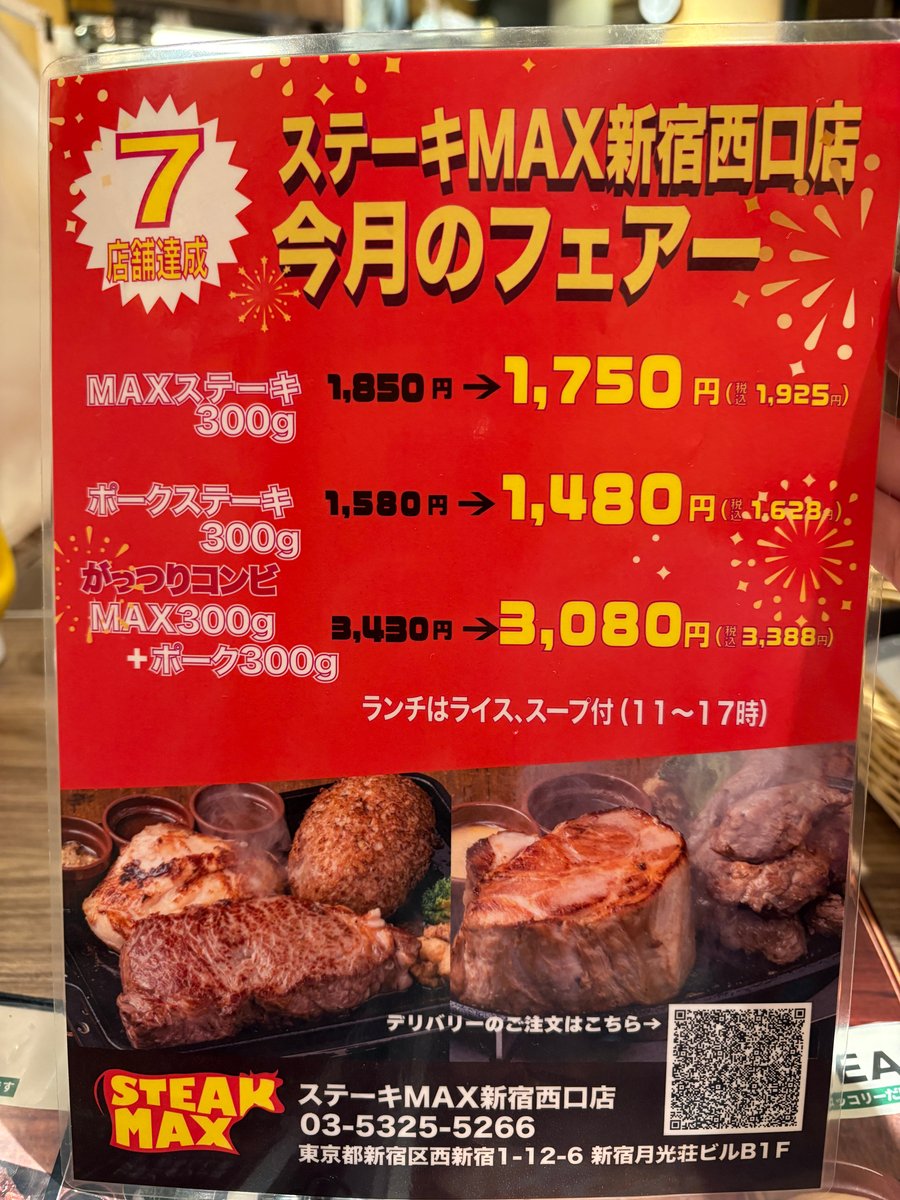 7
店舗達成
ステーキMAX新宿西口店
今月のフェアー
MAXステーキ 1,850円→1,750円(税込 1,925円)
300g
ポークステーキ 1,580円→1,480円(税込 1,628円)
300g
がっつりコンビ
MAX300g 3,430円→3,080円(税込 3,388円)
+ポーク300g
ランチはライス、スープ付(11〜17時)
デリバリーのご注文はこちら→
STEAK
MAX
ステーキMAX新宿西口店
03-5325-5266
東京都新宿区西新宿1-12-6 新宿月光荘ビルB1F